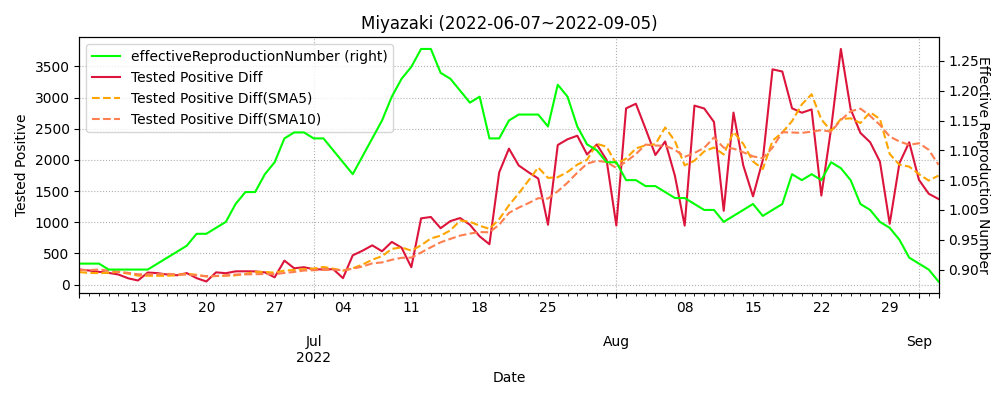 Miyazaki (2022-06-07~2022-09-05)
effectiveReproductionNumber (right)
Tested Positive Diff
Tested Positive Diff(SMA5)
Tested Positive Diff(SMA10)
Tested Positive
3500
3000
2500
2000
1500
1000
500
0
1.25
1.20
1.15
1.10
1.05
1.00
0.95
0.90
Effective Reproduction Number
13 20 27 04 11 18 25 08 15 22 29
Jul Aug Sep
2022
Date